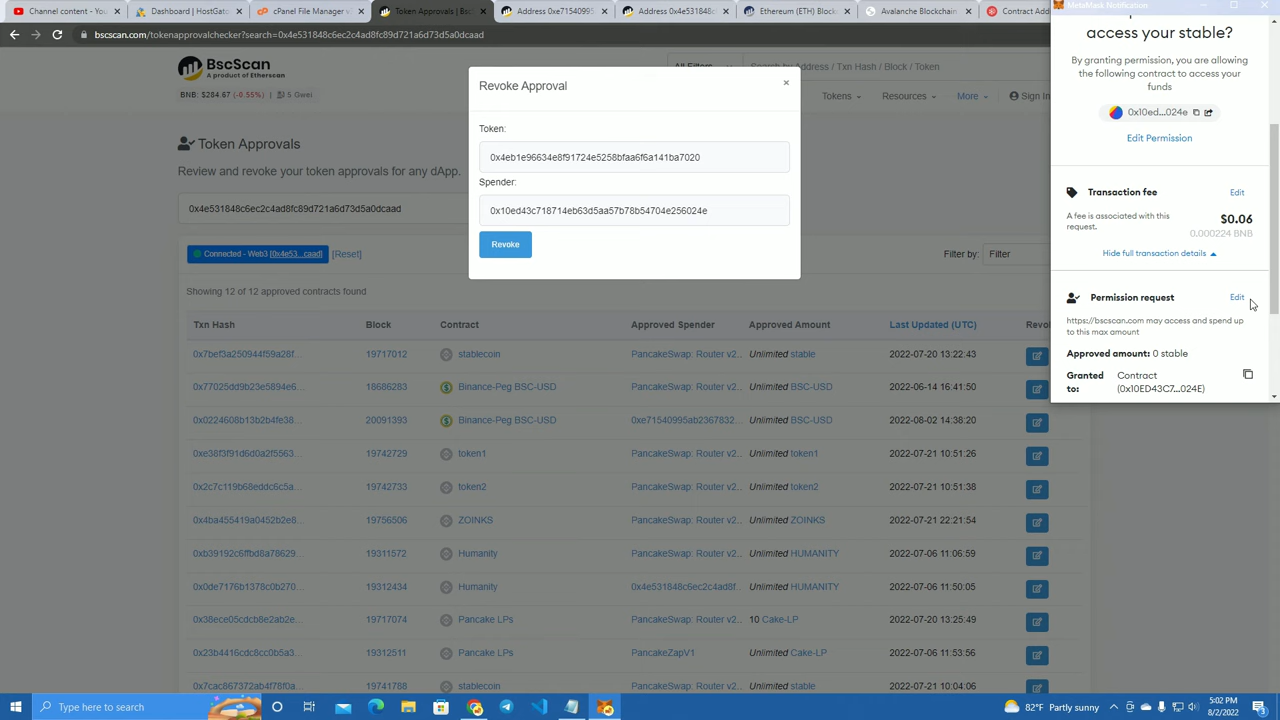 Channel content - YouTu
Dashboard | HostGato
cPanel File Manager v
Token Approvals | Bsc
Address 0xe7154099
Address 0x4e531848c
Ethereum (ETH) Block
Avalanche Blockchain
Contract Addr
MetaMask Notification
bscscan.com/tokenapprovalchecker?search=0x4e531848c6ec2c4ad8fc89d721a6d73d5a0dcaad
BscScan
A product of Etherscan
All Filters
Search by Address / Txn Hash / Block / Token
BNB: $284.67 (-0.55%) | 5 Gwei
Tokens
Resources
More
Sign In
Token Approvals
Review and revoke your token approvals for any dApp.
0x4e531848c6ec2c4ad8fc89d721a6d73d5a0dcaad
Connected - Web3 [0x4e53...caad] [Reset]
Filter by: Filter
Showing 12 of 12 approved contracts found
Txn Hash Block Contract Approved Spender Approved Amount Last Updated (UTC) Revo
0x7bef3a250944f59a28f... 19717012 stablecoin PancakeSwap: Router v2... Unlimited stable 2022-07-20 13:22:43
0x77025dd9b23e5894e6... 18686283 Binance-Peg BSC-USD PancakeSwap: Router v2... Unlimited BSC-USD 2022-06-14 16:41:50
0x0224608b13b2b4fe38... 20091393 Binance-Peg BSC-USD 0xe71540995ab2367832... Unlimited BSC-USD 2022-08-02 14:38:20
0xe38f3f91d6d0a2f5563... 19742729 token1 PancakeSwap: Router v2... Unlimited token1 2022-07-21 10:51:26
0x2c7c119b68eddc6c5a... 19742733 token2 PancakeSwap: Router v2... Unlimited token2 2022-07-21 10:51:38
0x4ba455419a0452b2e8... 19756506 ZOINKS PancakeSwap: Router v2... Unlimited ZOINKS 2022-07-21 22:21:54
0xb39192c6ffbd8a78629... 19311572 Humanity PancakeSwap: Router v2... Unlimited HUMANITY 2022-07-06 11:06:59
0x0de7176b1378c0b270... 19312434 Humanity 0x4e531848c6ec2c4ad8f... Unlimited HUMANITY 2022-07-06 11:50:05
0x38ece05cdcb8e2ab2e... 19717074 Pancake LPs PancakeSwap: Router v2... 10 Cake-LP 2022-07-20 13:25:49
0x23b4416cdc8cc0b5a3... 19312511 Pancake LPs PancakeZapV1 Unlimited Cake-LP 2022-07-06 11:53:56
0x7cac867372ab4f78f0a... 19741788 stablecoin PancakeSwap: Router v2... Unlimited stable 2022-07-21 10:04:06
Revoke Approval ×
Token:
0x4eb1e96634e8f91724e5258bfaa6f6a141ba7020
Spender:
0x10ed43c718714eb63d5aa57b78b54704e256024e
Revoke
access your stable?
By granting permission, you are allowing
the following contract to access your
funds
0x10ed...024e
Edit Permission
Transaction fee Edit
A fee is associated with this
request.
$0.06
0.000224 BNB
Hide full transaction details
Permission request Edit
https://bscscan.com may access and spend up
to this max amount
Approved amount: 0 stable
Granted
to:
Contract
(0x10ED43C7...024E)
Type here to search
82°F Partly sunny
5:02 PM
8/2/2022